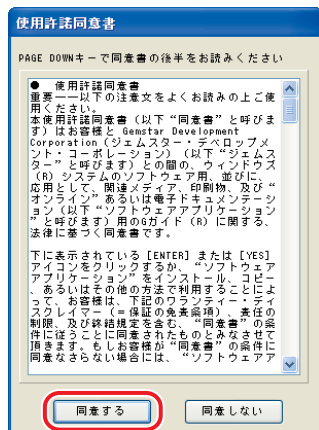 使用許諾同意書
PAGE DOWNキーで同意書の後半をお読みください
● 使用許諾同意書
重要――以下の注意文をよくお読みの上ご使
用ください。
本使用許諾同意書（以下“同意書”と呼びま
す）はお客様と Gemstar Development
Corporation（ジェムスター・デベロップメ
ント・コーポレーション）（以下“ジェムス
ター”と呼びます）との間の、ウィンドウズ
(R) システムのソフトウェア用、並びに、
応用として、関連メディア、印刷物、及び“
オンライン”あるいは電子ドキュメンテーシ
ョン（以下“ソフトウェアアプリケーション
”と呼びます）用のGガイド (R) に関する、
法律に基づく同意書です。
下に表示されている [ENTER] または [YES]
アイコンをクリックするか、“ソフトウェアー
アプリケーション”をインストール、コピー
、あるいはその他の方法で利用することによ
って、お客様は、下記のワランティー・ディ
スクレイマー（＝保証の免責条項）、責任の
制限、及び終結規定を含む、“同意書”の条
件に従うことに同意されたものとみなさせて
頂きます。もしお客様が“同意書”の条件に
同意なさらない場合には、“ソフトウェアア
同意する
同意しない